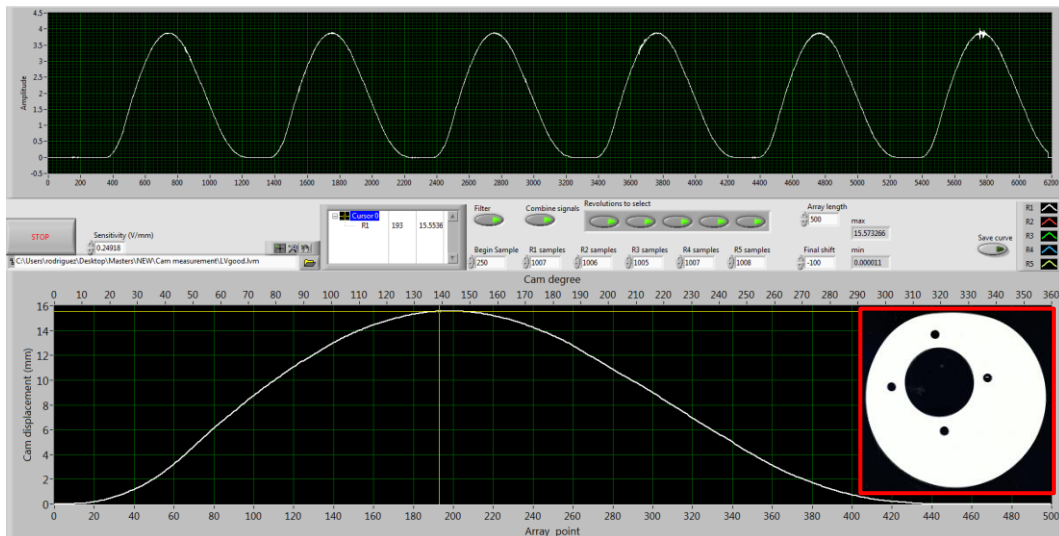 4.5
4
3.5
3
2.5
2
1.5
1
0.5
0
-0.5
Amplitude
0 200 400 600 800 1000 1200 1400 1600 1800 2000 2200 2400 2600 2800 3000 3200 3400 3600 3800 4000 4200 4400 4600 4800 5000 5200 5400 5600 5800 6000 6200
STOP
Sensitivity (V/mm)
0.24918
C:\Users\rodriguez\Desktop\Masters\NEW\Cam measurement\LVgood.lvm
Cursor 0
R1 193 15.5536
Filter
Combine signals
Revolutions to select
Begin Sample R1 samples R2 samples R3 samples R4 samples R5 samples
250 1007 1006 1005 1007 1008
Array length
500
Final shift
-100
max
15.573266
min
0.000011
Save curve
R1
R2
R3
R4
R5
Cam degree
0 10 20 30 40 50 60 70 80 90 100 110 120 130 140 150 160 170 180 190 200 210 220 230 240 250 260 270 280 290 300 310 320 330 340 350 360
16
14
12
10
8
6
4
2
0
Cam displacement (mm)
0 20 40 60 80 100 120 140 160 180 200 220 240 260 280 300 320 340 360 380 400 420 440 460 480 500
Array point